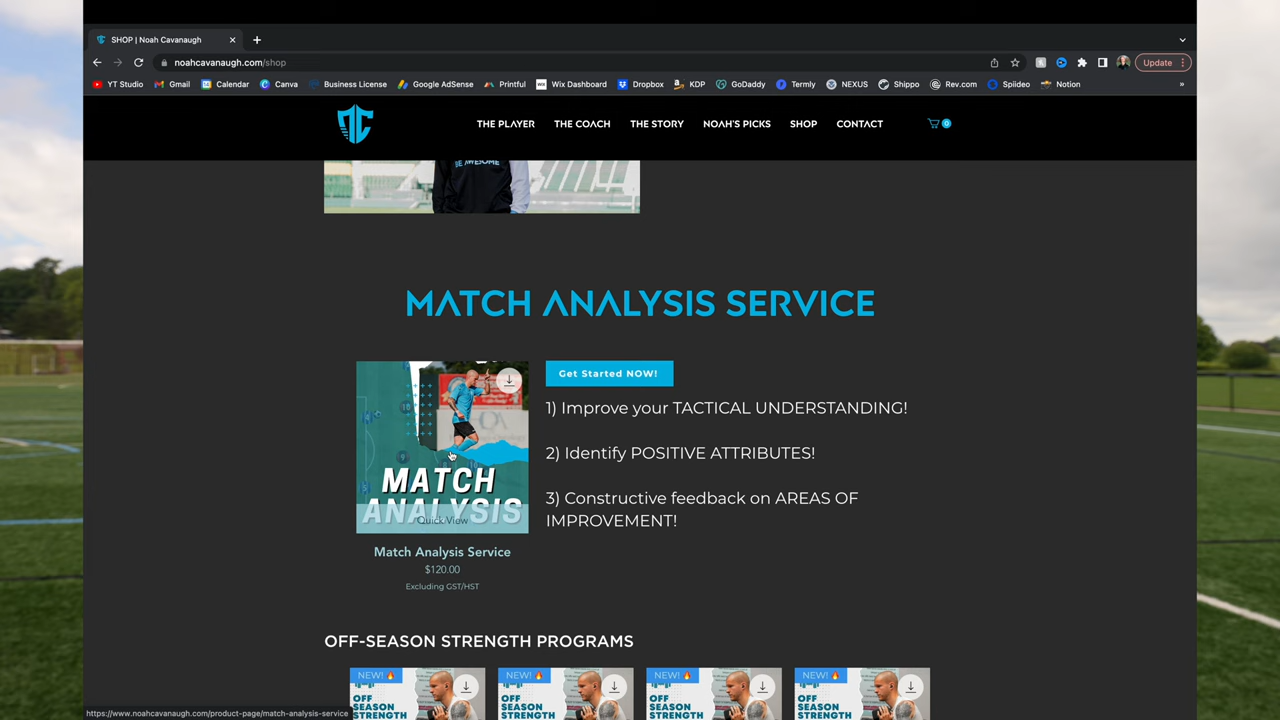 SHOP | Noah Cavanaugh
noahcavanaugh.com/shop
Update
YT Studio
Gmail
Calendar
Canva
Business License
Google AdSense
Printful
Wix Dashboard
Dropbox
KDP
GoDaddy
Termly
NEXUS
Shippo
Rev.com
Spiideo
Notion
»
NC
THE PLAYER
THE COACH
THE STORY
NOAH'S PICKS
SHOP
CONTACT
0
BE AWESOME
MATCH ANALYSIS SERVICE
Get Started NOW!
1) Improve your TACTICAL UNDERSTANDING!
2) Identify POSITIVE ATTRIBUTES!
3) Constructive feedback on AREAS OF
IMPROVEMENT!
MATCH
ANALYSIS
Quick View
Match Analysis Service
$120.00
Excluding GST/HST
OFF-SEASON STRENGTH PROGRAMS
NEW! 🔥
NEW! 🔥
NEW! 🔥
NEW! 🔥
OFF
SEASON
STRENGTH
OFF
SEASON
STRENGTH
OFF
SEASON
STRENGTH
OFF
SEASON
STRENGTH
https://www.noahcavanaugh.com/product-page/match-analysis-service